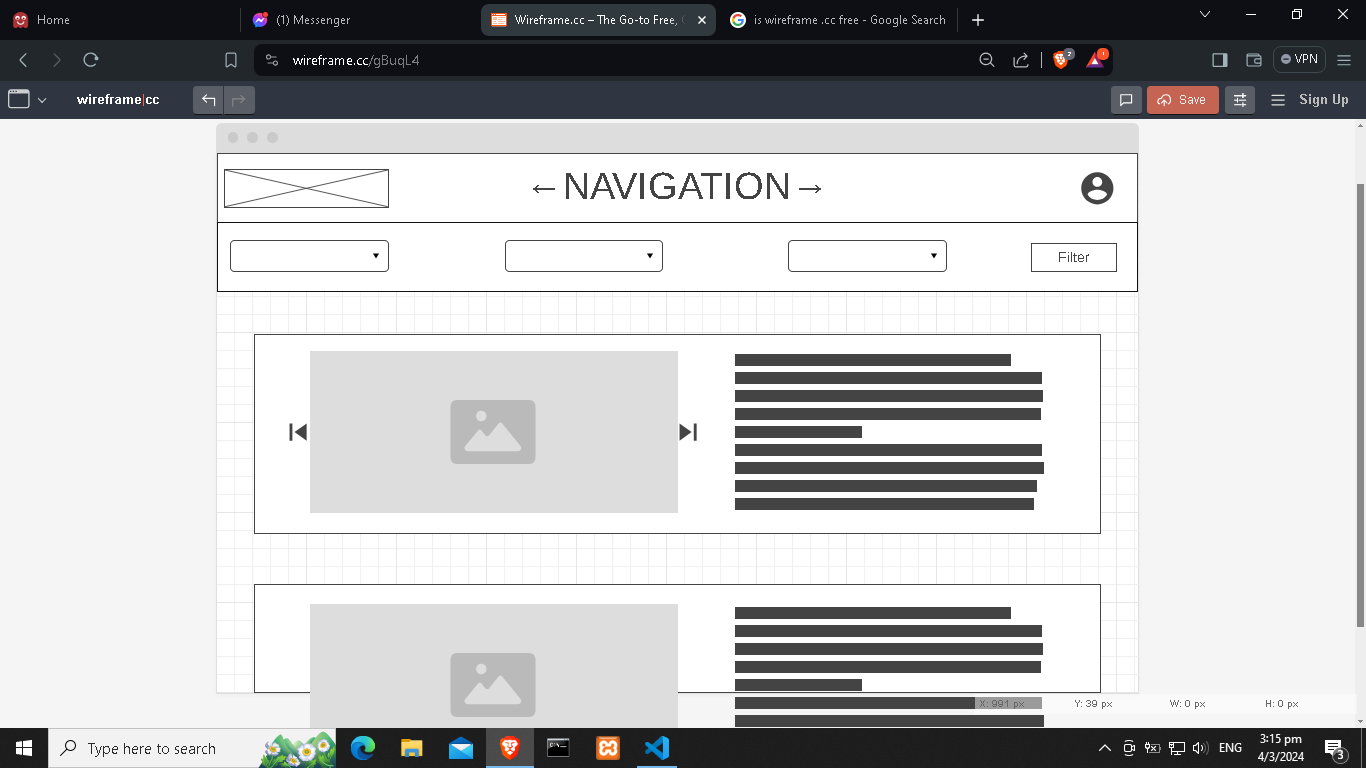 Home
(1) Messenger
Wireframe.cc – The Go-to Free,
is wireframe .cc free - Google Search
wireframe.cc/gBuqL4
2
1
VPN
wireframe|cc
Save
Sign Up
←NAVIGATION→
Filter
X: 991 px
Y: 39 px
W: 0 px
H: 0 px
Type here to search
ENG
3:15 pm
4/3/2024
3